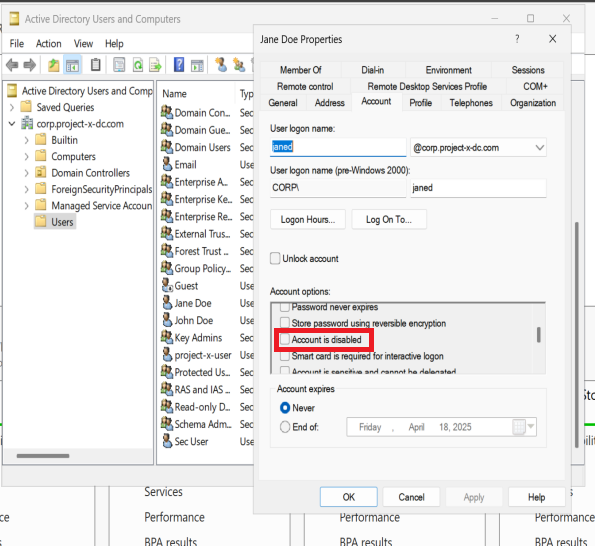 Active Directory Users and Computers
File Action View Help
Active Directory Users and Comp
Saved Queries
corp.project-x-dc.com
Builtin
Computers
Domain Controllers
ForeignSecurityPrincipals
Managed Service Accoun
Users
Name Typ
Domain Con... Sec
Domain Gue... Sec
Domain Users Sec
Email Use
Enterprise A... Sec
Enterprise Ke... Sec
Enterprise Re... Sec
External Trus... Sec
Forest Trust ... Sec
Group Policy... Sec
Guest Use
Jane Doe Use
John Doe Use
Key Admins Sec
project-x-user Use
Protected Us... Sec
RAS and IAS ... Sec
Read-only D... Sec
Schema Adm... Sec
Sec User Use
Jane Doe Properties
? X
Member Of Dial-in Environment Sessions
Remote control Remote Desktop Services Profile COM+
General Address Account Profile Telephones Organization
User logon name:
janed @corp.project-x-dc.com
User logon name (pre-Windows 2000):
CORP\ janed
Logon Hours... Log On To...
Unlock account
Account options:
Password never expires
Store password using reversible encryption
Account is disabled
Smart card is required for interactive logon
Account is sensitive and cannot be delegated
Account expires
Never
End of: Friday , April 18, 2025
OK Cancel Apply Help
Services
Performance Performance Performance
BPA results BPA results BPA results